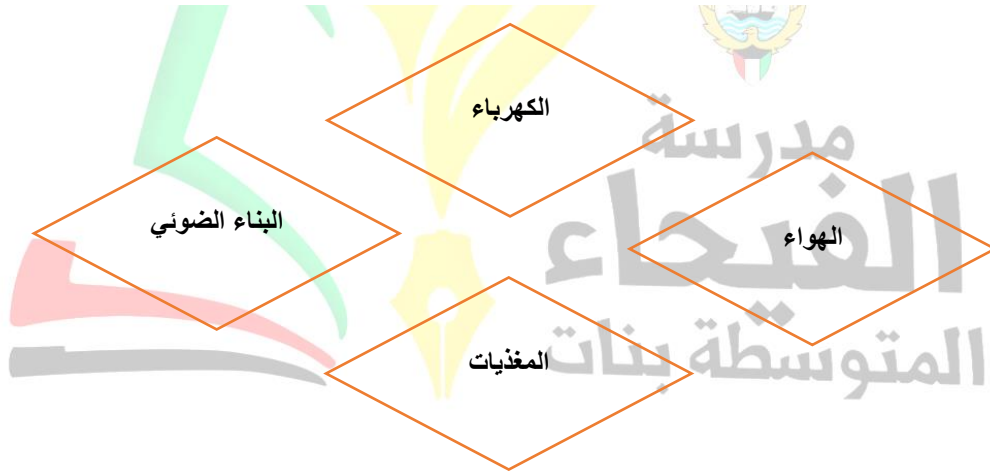 الكهرباء
مدرسة
الفيحاء
المتوسطة بنات
الهواء
البناء الضوئي
المغذيات